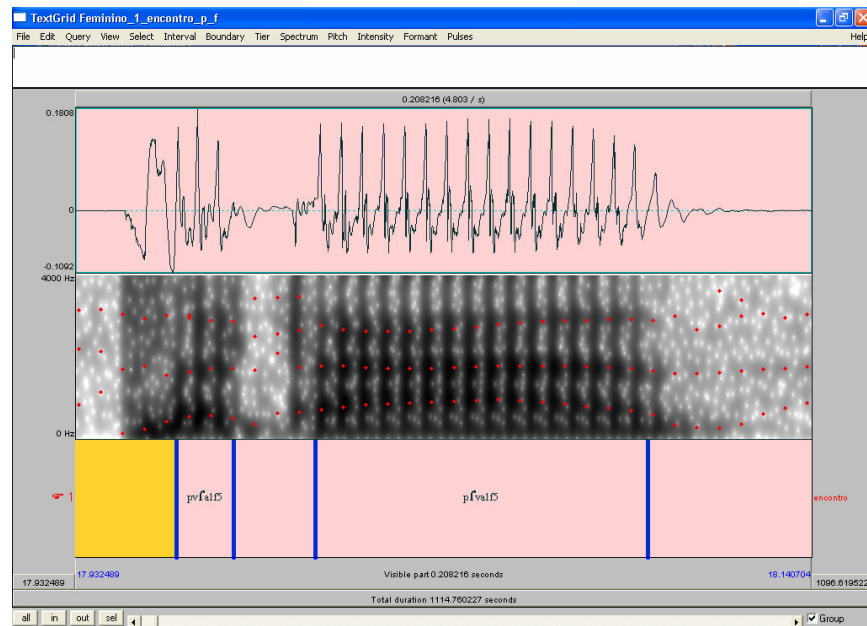 TextGrid Feminino_1_encontro_p_f
File Edit Query View Select Interval Boundary Tier Spectrum Pitch Intensity Formant Pulses Help
0.208216 (4.803 / s)
0.1808
0
-0.1092
4000 Hz
0 Hz
1 pvɾalf5 pɾvalf5 encontro
17.932489 Visible part 0.208216 seconds 18.140704
17.932489 1096.619522
Total duration 1114.760227 seconds
all in out sel Group